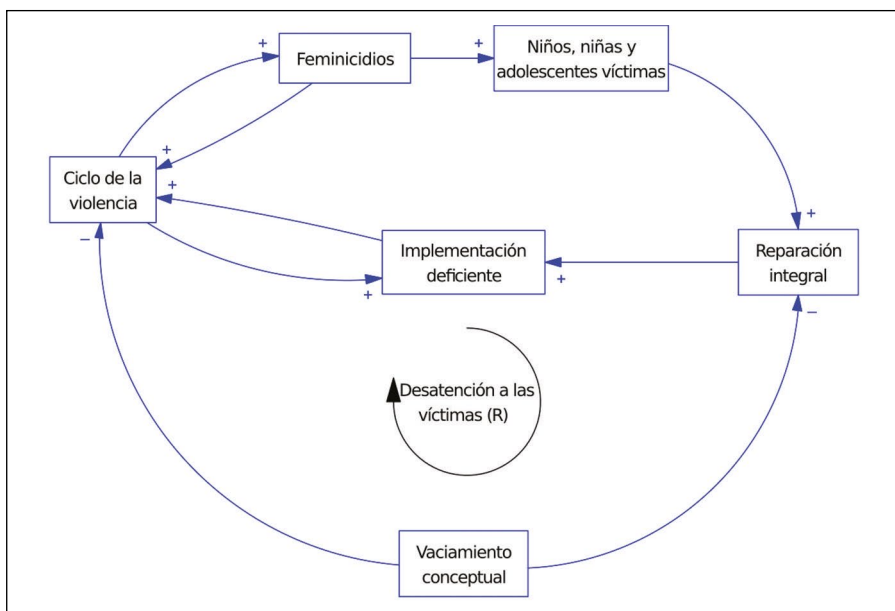 +
+
Feminicidios
Niños, niñas y
adolescentes víctimas
+
+
Ciclo de la
violencia
–
+
Implementación
deficiente
+
+
Reparación
integral
–
Desatención a las
víctimas (R)
Vaciamiento
conceptual